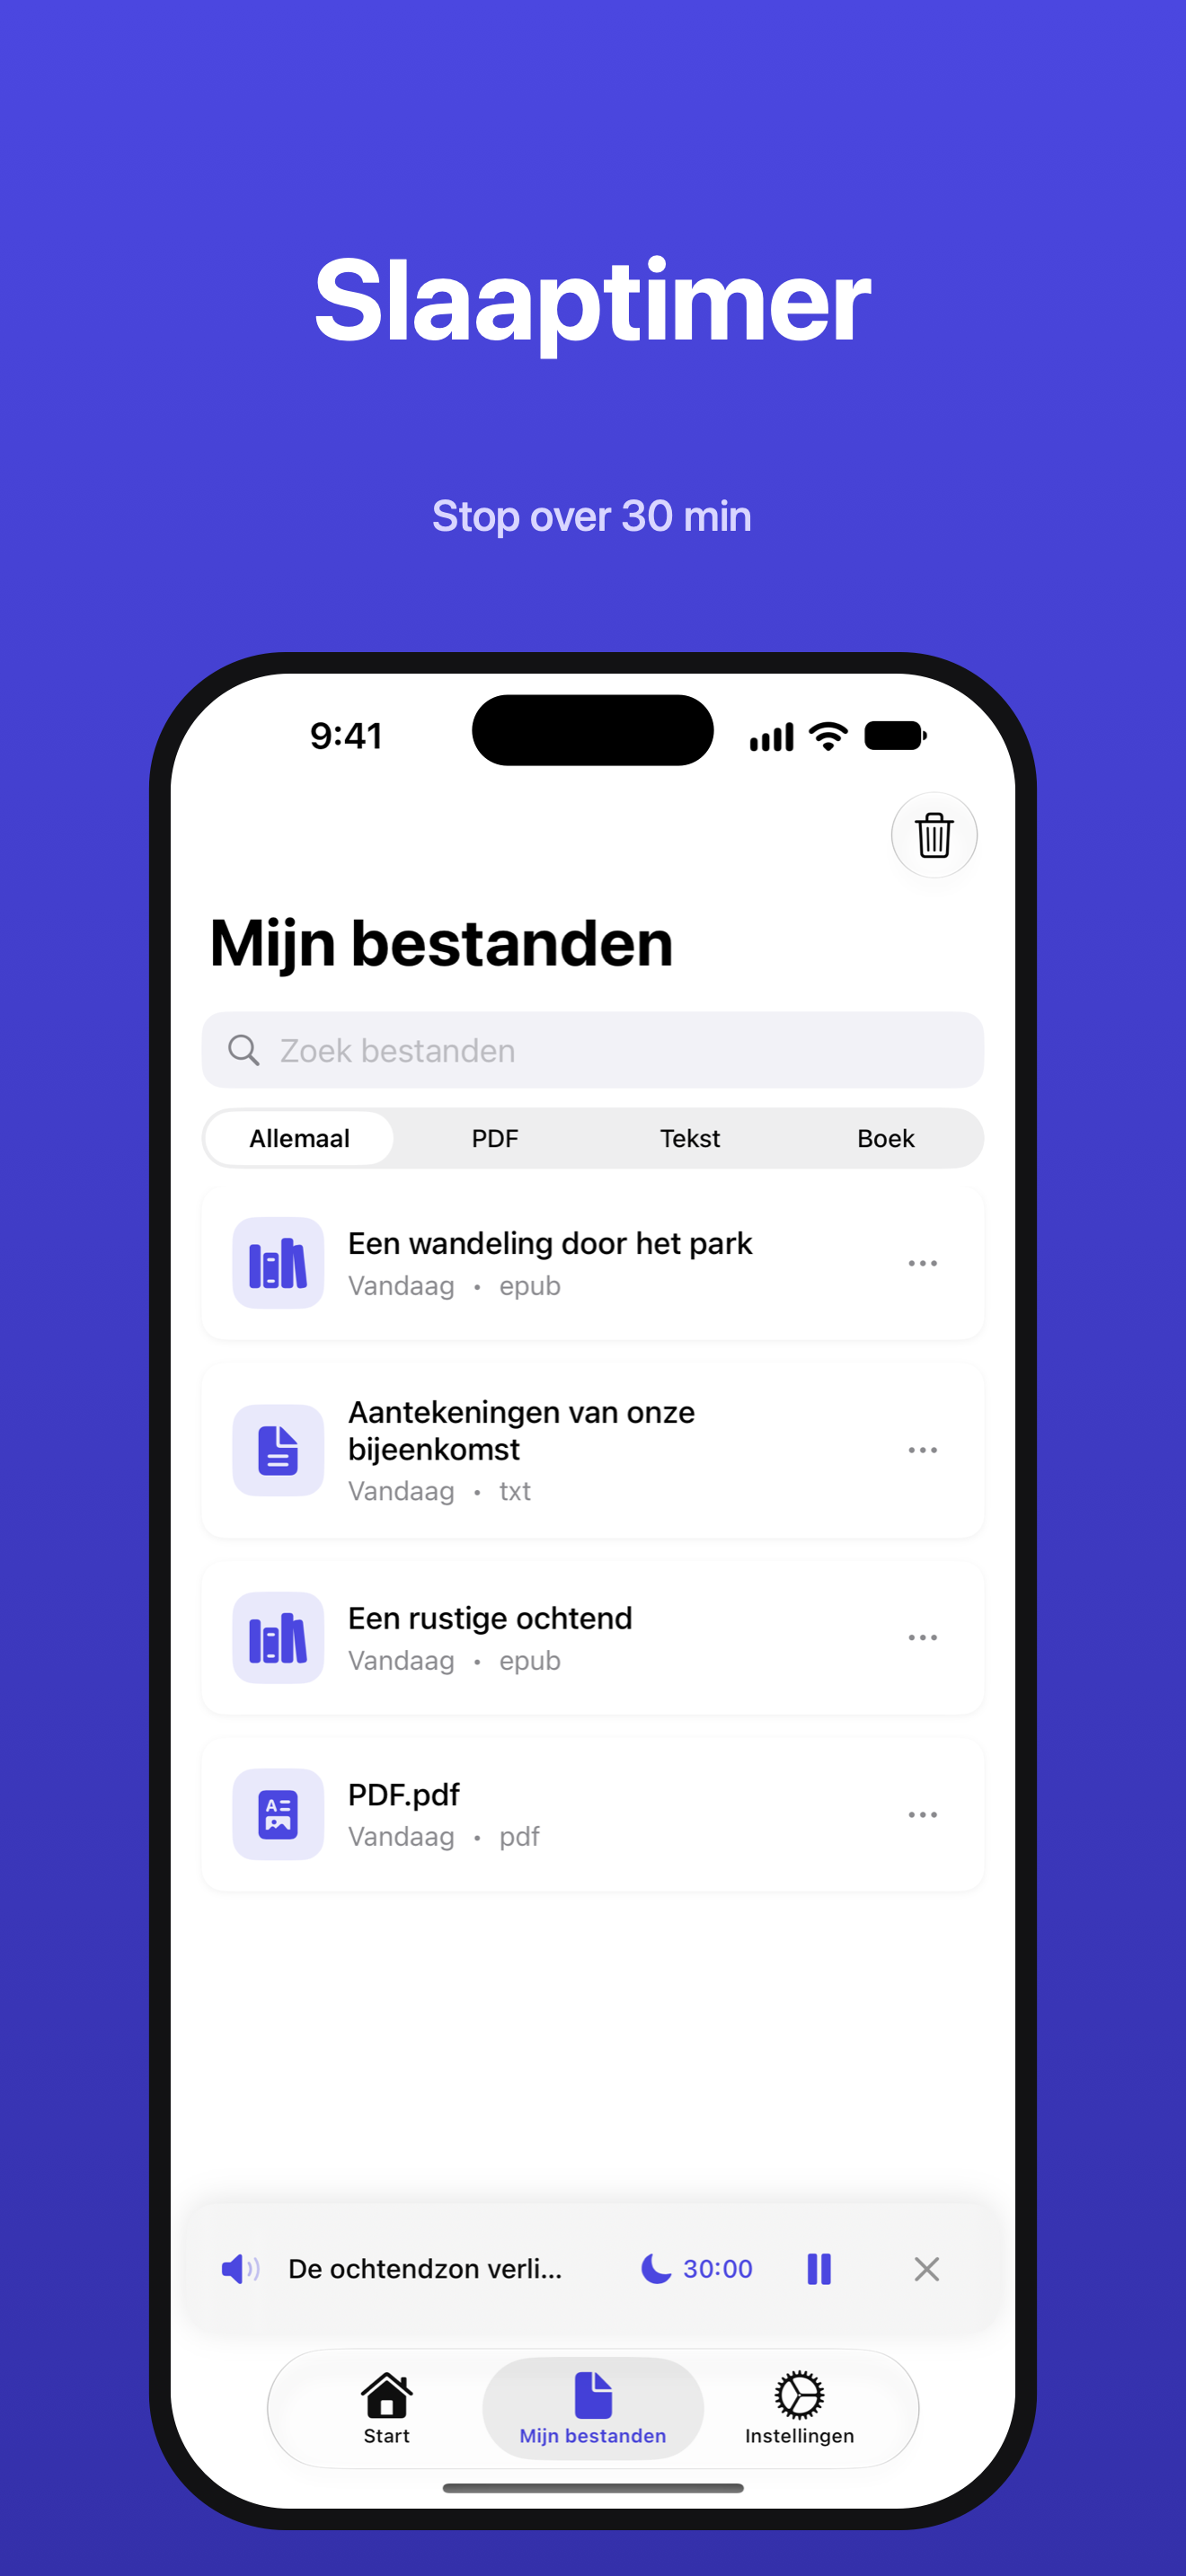 Slaaptimer
Stop over 30 min
9:41
Mijn bestanden
Zoek bestanden
Allemaal PDF Tekst Boek
Een wandeling door het park
Vandaag • epub
Aantekeningen van onze
bijeenkomst
Vandaag • txt
Een rustige ochtend
Vandaag • epub
PDF.pdf
Vandaag • pdf
De ochtendzon verli... 30:00
Start Mijn bestanden Instellingen